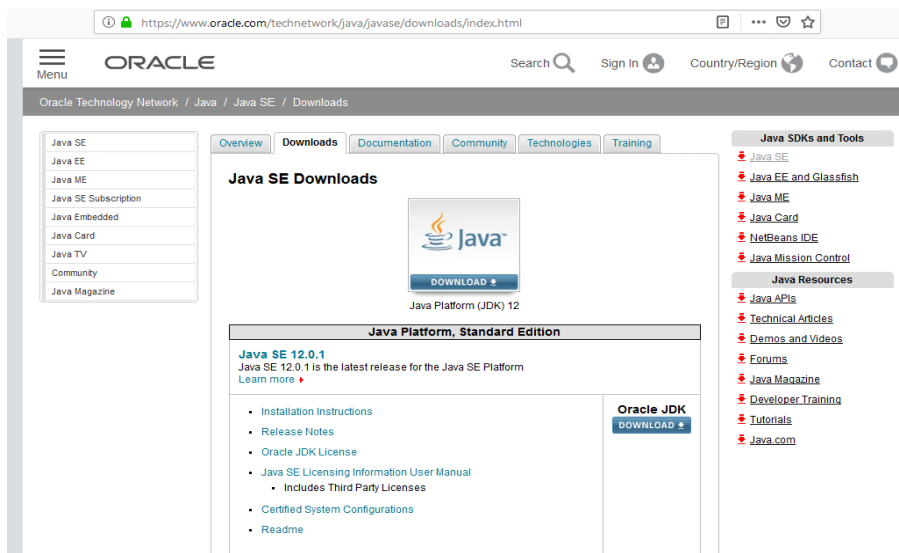 https://www.oracle.com/technetwork/java/javase/downloads/index.html
Menu
ORACLE
Search
Sign In
Country/Region
Contact
Oracle Technology Network / Java / Java SE / Downloads
Java SE
Java EE
Java ME
Java SE Subscription
Java Embedded
Java Card
Java TV
Community
Java Magazine
Overview
Downloads
Documentation
Community
Technologies
Training
Java SE Downloads
Java
DOWNLOAD
Java Platform (JDK) 12
Java Platform, Standard Edition
Java SE 12.0.1
Java SE 12.0.1 is the latest release for the Java SE Platform
Learn more
Installation Instructions
Release Notes
Oracle JDK License
Java SE Licensing Information User Manual
Includes Third Party Licenses
Certified System Configurations
Readme
Oracle JDK
DOWNLOAD
Java SDKs and Tools
Java SE
Java EE and Glassfish
Java ME
Java Card
NetBeans IDE
Java Mission Control
Java Resources
Java APIs
Technical Articles
Demos and Videos
Forums
Java Magazine
Developer Training
Tutorials
Java.com